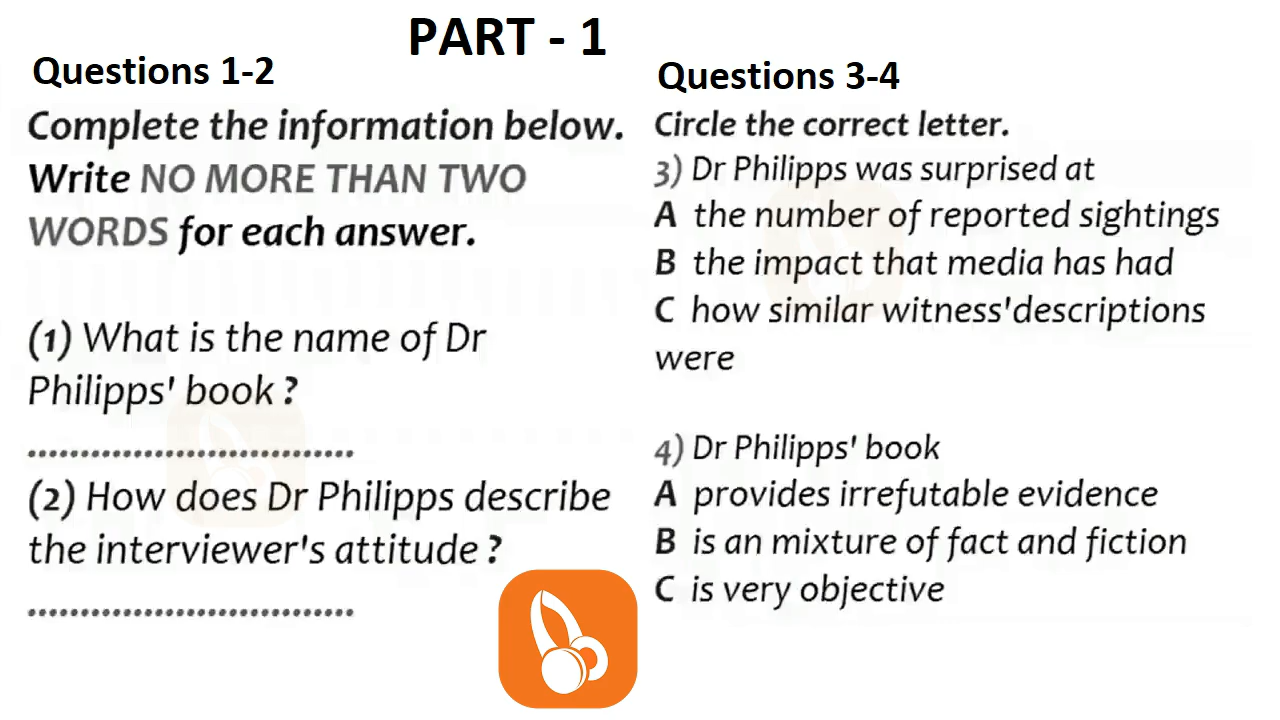 PART - 1
Questions 1-2
Complete the information below.
Write NO MORE THAN TWO
WORDS for each answer.
(1) What is the name of Dr
Philipps' book ?
...............................
(2) How does Dr Philipps describe
the interviewer's attitude ?
...............................
Questions 3-4
Circle the correct letter.
3) Dr Philipps was surprised at
A the number of reported sightings
B the impact that media has had
C how similar witness'descriptions
were
4) Dr Philipps' book
A provides irrefutable evidence
B is an mixture of fact and fiction
C is very objective